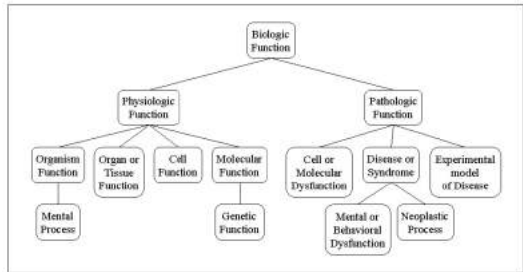 Biologic
Function
Physiologic
Function
Pathologic
Function
Organism
Function
Organ or
Tissue
Function
Cell
Function
Molecular
Function
Cell or
Molecular
Dysfunction
Disease or
Syndrome
Experimental
model
of Disease
Mental
Process
Genetic
Function
Mental or
Behavioral
Dysfunction
Neoplastic
Process